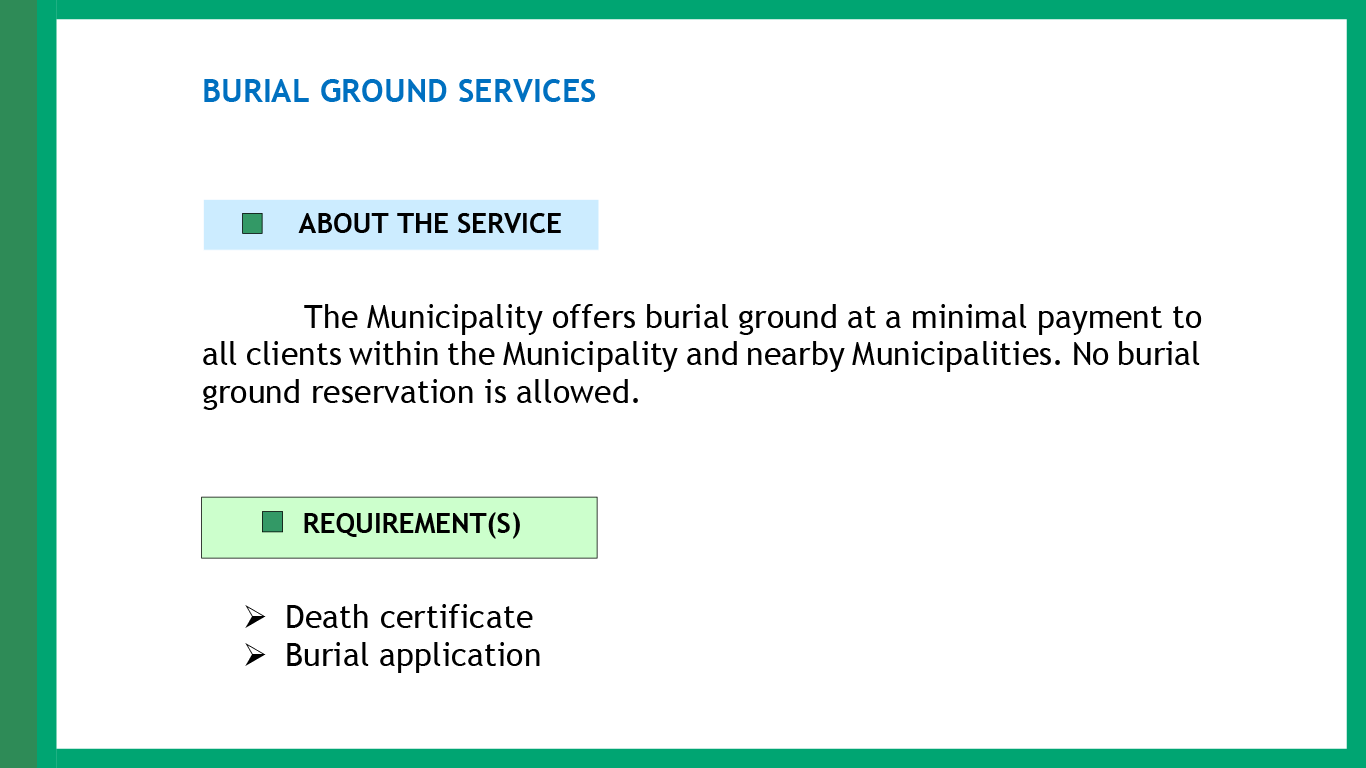 BURIAL GROUND SERVICES
ABOUT THE SERVICE
The Municipality offers burial ground at a minimal payment to
all clients within the Municipality and nearby Municipalities. No burial
ground reservation is allowed.
REQUIREMENT(S)
Death certificate
Burial application